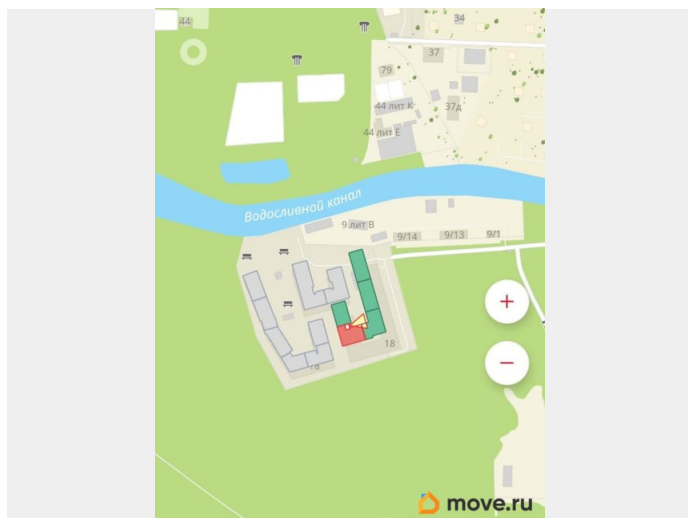 44
34
37
79
44 лит К
37д
44 лит Е
Водосливной канал
9 лит В
9/14
9/13
9/1
18
18
+
−
move.ru